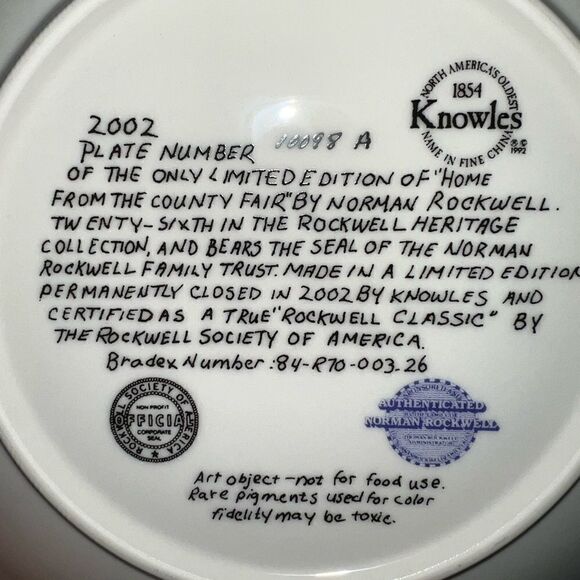 NORTH AMERICA'S OLDEST
1854
Knowles
NAME IN FINE CHINA
®©
1992
2002
PLATE NUMBER 10098 A
OF THE ONLY LIMITED EDITION OF "HOME
FROM THE COUNTY FAIR" BY NORMAN ROCKWELL.
TWENTY-SIXTH IN THE ROCKWELL HERITAGE
COLLECTION, AND BEARS THE SEAL OF THE NORMAN
ROCKWELL FAMILY TRUST. MADE IN A LIMITED EDITION
PERMANENTLY CLOSED IN 2002 BY KNOWLES AND
CERTIFIED AS A TRUE "ROCKWELL CLASSIC" BY
THE ROCKWELL SOCIETY OF AMERICA.
Bradex Number: 84-R70-003.26
ROCKWELL SOCIETY OF AMERICA
NON PROFIT
OFFICIAL
CORPORATE
SEAL
AUTHENTICATED
NORMAN ROCKWELL
Art object - not for food use.
Rare pigments used for color
fidelity may be toxic.